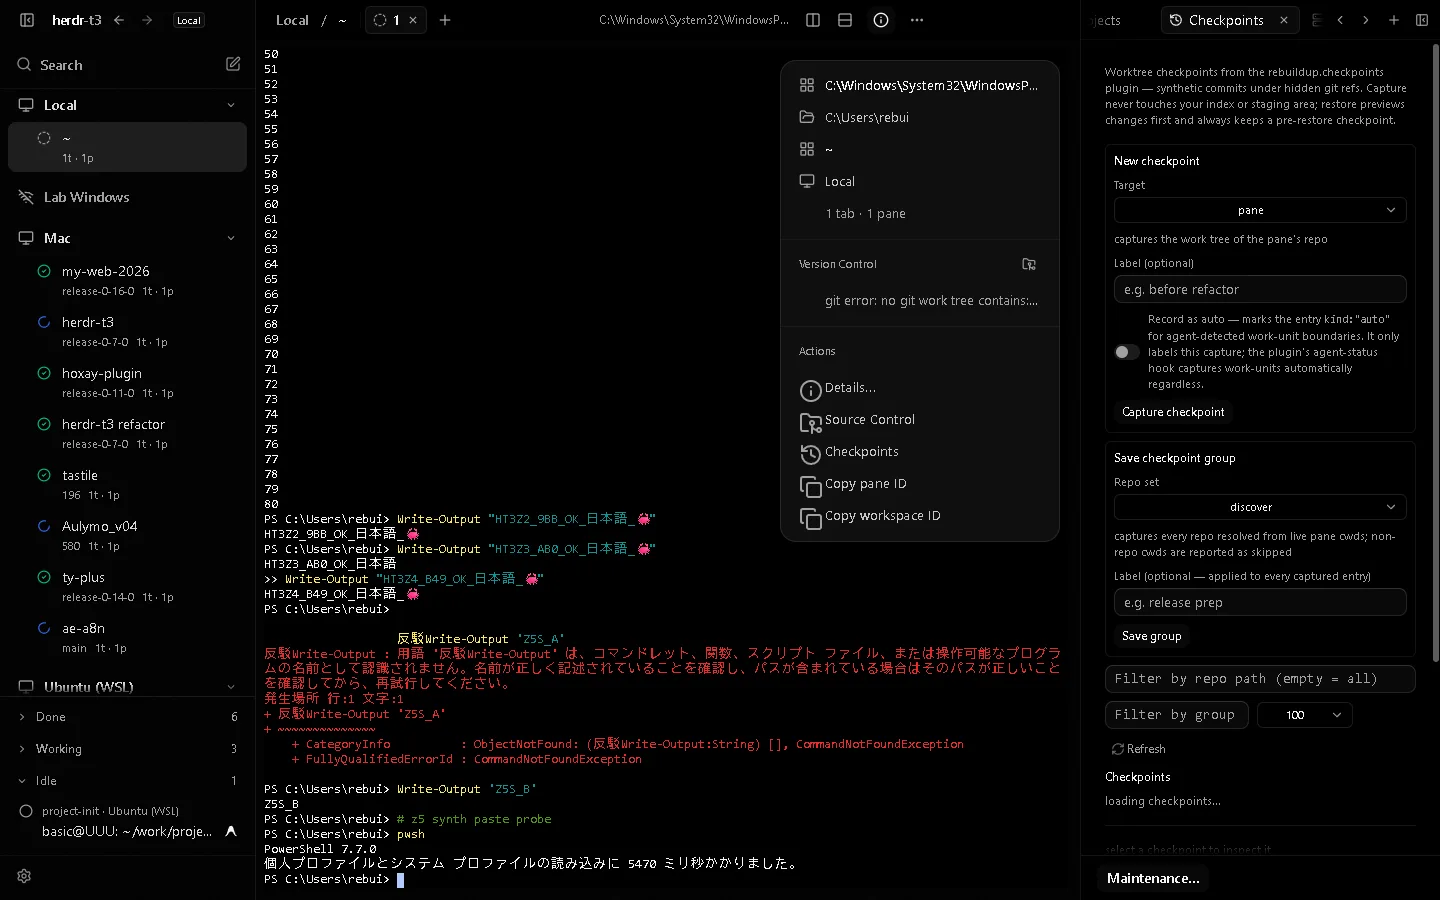 herdr-t3
Local
Search
Local
~
1t · 1p
Lab Windows
Mac
my-web-2026
release-0-16-0 1t · 1p
herdr-t3
release-0-7-0 1t · 1p
hoxay-plugin
release-0-11-0 1t · 1p
herdr-t3 refactor
release-0-7-0 1t · 1p
tastile
196 1t · 1p
Aulymo_v04
580 1t · 1p
ty-plus
release-0-14-0 1t · 1p
ae-a8n
main 1t · 1p
Ubuntu (WSL)
Done 6
Working 3
Idle 1
project-init · Ubuntu (WSL)
basic@UUU: ~/work/proje...
Local / ~
1
C:\Windows\System32\WindowsP...
50
51
52
53
54
55
56
57
58
59
60
61
62
63
64
65
66
67
68
69
70
71
72
73
74
75
76
77
78
79
80
PS C:\Users\rebui> Write-Output "HT3Z2_9BB_OK_日本語_🦀"
HT3Z2_9BB_OK_日本語_🦀
PS C:\Users\rebui> Write-Output "HT3Z3_AB0_OK_日本語_🦀"
HT3Z3_AB0_OK_日本語
>> Write-Output "HT3Z4_B49_OK_日本語_🦀"
HT3Z4_B49_OK_日本語_🦀
PS C:\Users\rebui>
反駁Write-Output 'Z5S_A'
反駁Write-Output : 用語 '反駁Write-Output' は、コマンドレット、関数、スクリプト ファイル、または操作可能なプログラ
ムの名前として認識されません。名前が正しく記述されていることを確認し、パスが含まれている場合はそのパスが正しいこと
を確認してから、再試行してください。
発生場所 行:1 文字:1
+ 反駁Write-Output 'Z5S_A'
+ ~~~~~~~~~~~~~~
+ CategoryInfo : ObjectNotFound: (反駁Write-Output:String) [], CommandNotFoundException
+ FullyQualifiedErrorId : CommandNotFoundException
PS C:\Users\rebui> Write-Output 'Z5S_B'
Z5S_B
PS C:\Users\rebui> # z5 synth paste probe
PS C:\Users\rebui> pwsh
PowerShell 7.7.0
個人プロファイルとシステム プロファイルの読み込みに 5470 ミリ秒かかりました。
PS C:\Users\rebui>
C:\Windows\System32\WindowsP...
C:\Users\rebui
~
Local
1 tab · 1 pane
Version Control
git error: no git work tree contains:...
Actions
Details...
Source Control
Checkpoints
Copy pane ID
Copy workspace ID
jects
Checkpoints
Worktree checkpoints from the rebuildup.checkpoints
plugin — synthetic commits under hidden git refs. Capture
never touches your index or staging area; restore previews
changes first and always keeps a pre-restore checkpoint.
New checkpoint
Target
pane
captures the work tree of the pane's repo
Label (optional)
e.g. before refactor
Record as auto — marks the entry kind:"auto"
for agent-detected work-unit boundaries. It only
labels this capture; the plugin's agent-status
hook captures work-units automatically
regardless.
Capture checkpoint
Save checkpoint group
Repo set
discover
captures every repo resolved from live pane cwds; non-
repo cwds are reported as skipped
Label (optional — applied to every captured entry)
e.g. release prep
Save group
Filter by repo path (empty = all)
Filter by group
100
Refresh
Checkpoints
loading checkpoints...
select a checkpoint to inspect it
Maintenance...